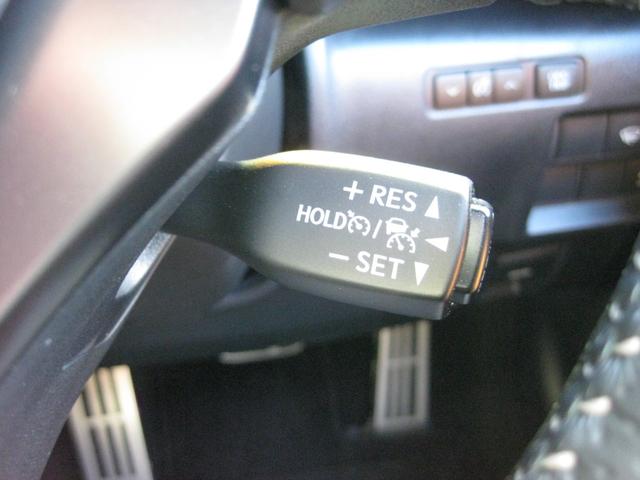 + RES
HOLD /
- SET